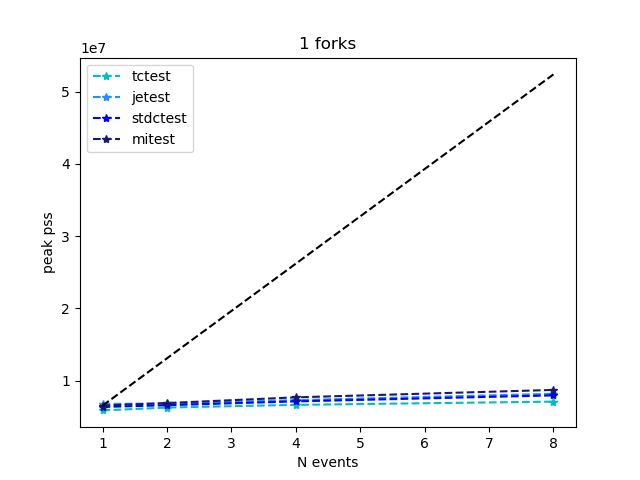 1 forks
1e7
tctest
jetest
stdctest
mitest
5
4
3
2
1
peak pss
1 2 3 4 5 6 7 8
N events